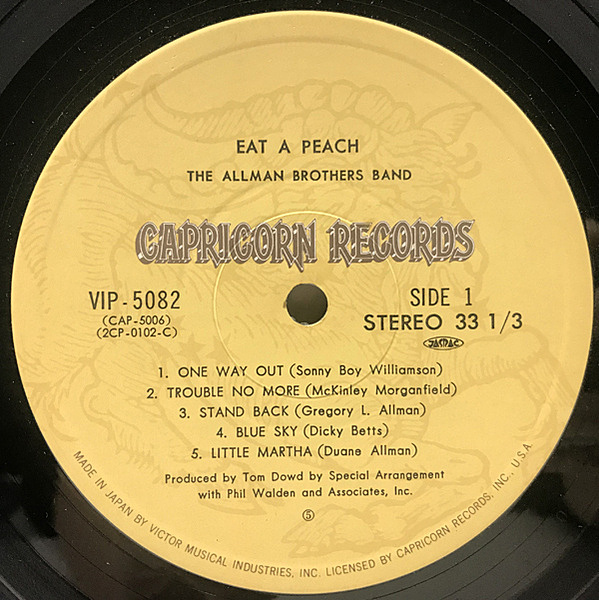 EAT A PEACH
THE ALLMAN BROTHERS BAND
CAPRICORN RECORDS
VIP-5082
(CAP-5006)
(2CP-0102-C)
SIDE 1
STEREO 33 1/3
JASRAC
1. ONE WAY OUT (Sonny Boy Williamson)
2. TROUBLE NO MORE (McKinley Morganfield)
3. STAND BACK (Gregory L. Allman)
4. BLUE SKY (Dicky Betts)
5. LITTLE MARTHA (Duane Allman)
Produced by Tom Dowd by Special Arrangement
with Phil Walden and Associates, Inc.
⑤
MADE IN JAPAN BY VICTOR MUSICAL INDUSTRIES, INC. LICENSED BY CAPRICORN RECORDS, INC., U.S.A.